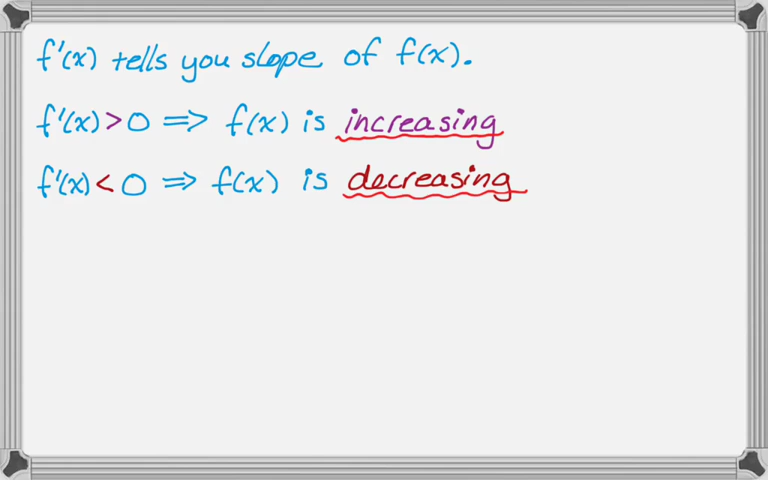 f'(x) tells you slope of f(x).
f'(x) > 0 ⟹ f(x) is increasing
f'(x) < 0 ⟹ f(x) is decreasing